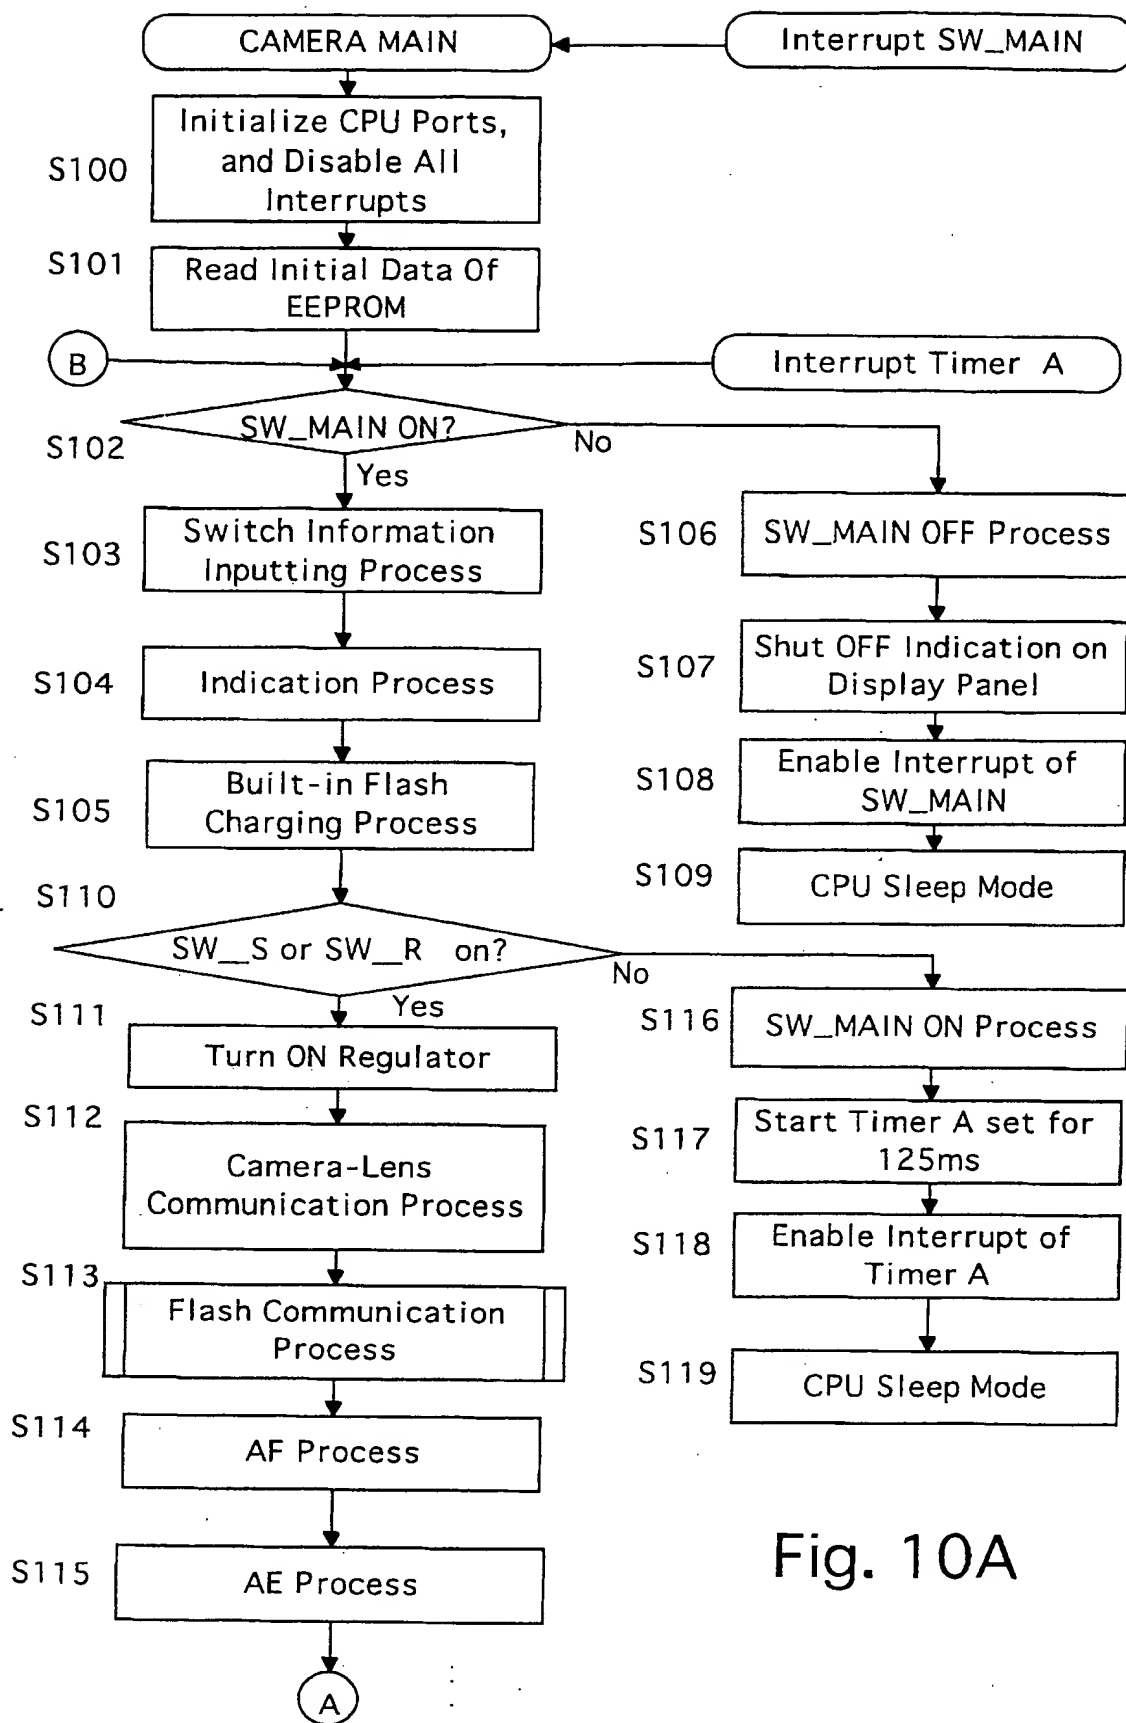 CAMERA MAIN
Interrupt SW_MAIN
S100
Initialize CPU Ports,
and Disable All
Interrupts
S101
Read Initial Data Of
EEPROM
B
Interrupt Timer A
S102
SW_MAIN ON?
No
Yes
S103
Switch Information
Inputting Process
S106
SW_MAIN OFF Process
S104
Indication Process
S107
Shut OFF Indication on
Display Panel
S105
Built-in Flash
Charging Process
S108
Enable Interrupt of
SW_MAIN
S109
CPU Sleep Mode
S110
SW__S or SW__R on?
No
Yes
S111
Turn ON Regulator
S116
SW_MAIN ON Process
S112
Camera-Lens
Communication Process
S117
Start Timer A set for
125ms
S118
Enable Interrupt of
Timer A
S113
Flash Communication
Process
S119
CPU Sleep Mode
S114
AF Process
S115
AE Process
Fig. 10A
A